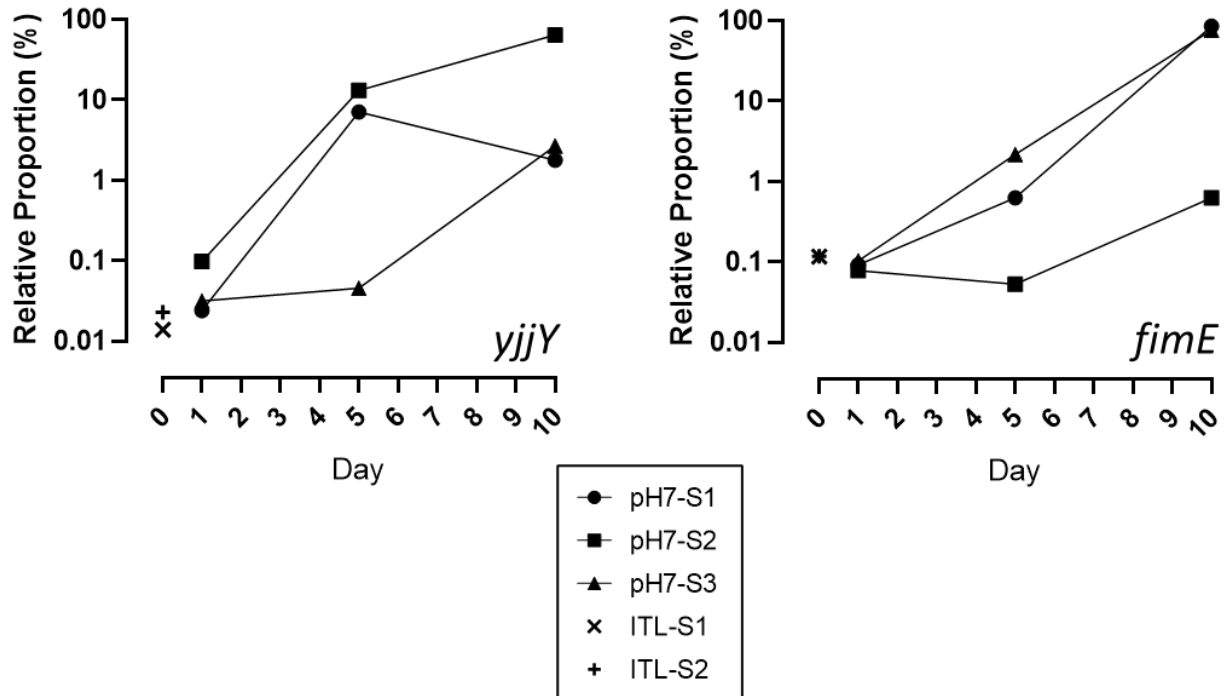 Relative Proportion (%)
100
10
1
0.1
0.01
yjjY
0 1 2 3 4 5 6 7 8 9 10
Day
Relative Proportion (%)
100
10
1
0.1
0.01
fimE
0 1 2 3 4 5 6 7 8 9 10
Day
pH7-S1
pH7-S2
pH7-S3
ITL-S1
ITL-S2